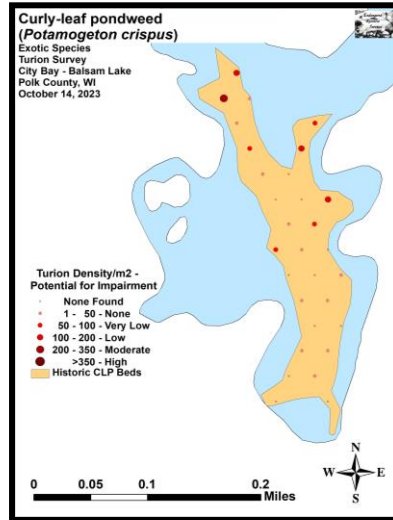 Curly-leaf pondweed
(Potamogeton crispus)
Exotic Species
Turion Survey
City Bay - Balsam Lake
Polk County, WI
October 14, 2023
Turion Density/m2 -
Potential for Impairment
None Found
1 - 50 - None
50 - 100 - Very Low
100 - 200 - Low
200 - 350 - Moderate
>350 - High
Historic CLP Beds
N
W E
S
0 0.05 0.1 0.2
Miles